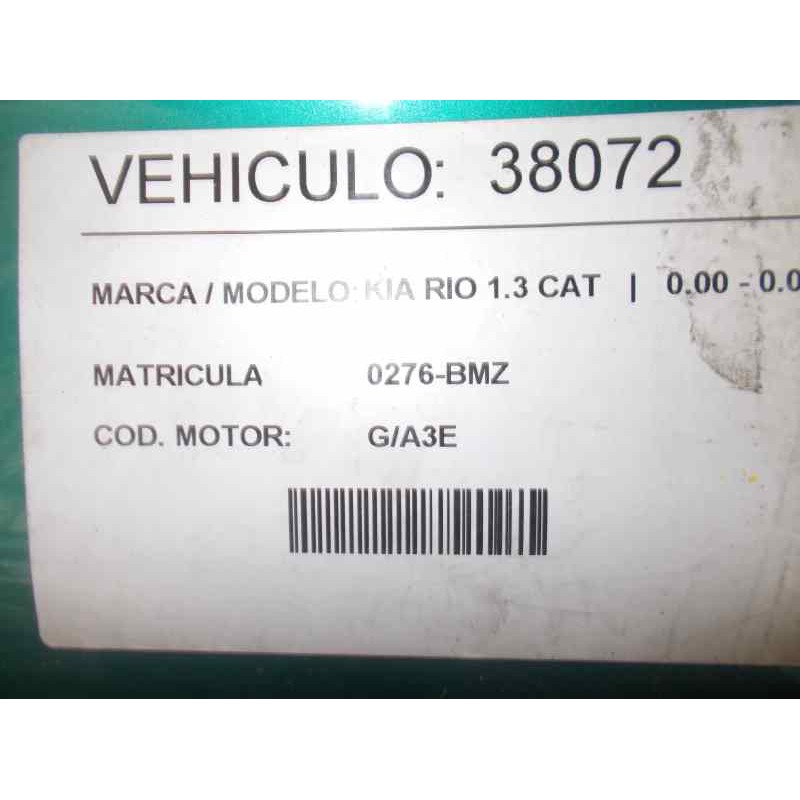 VEHICULO: 38072
MARCA / MODELO: KIA RIO 1.3 CAT | 0.00 - 0.0
MATRICULA 0276-BMZ
COD. MOTOR: G/A3E